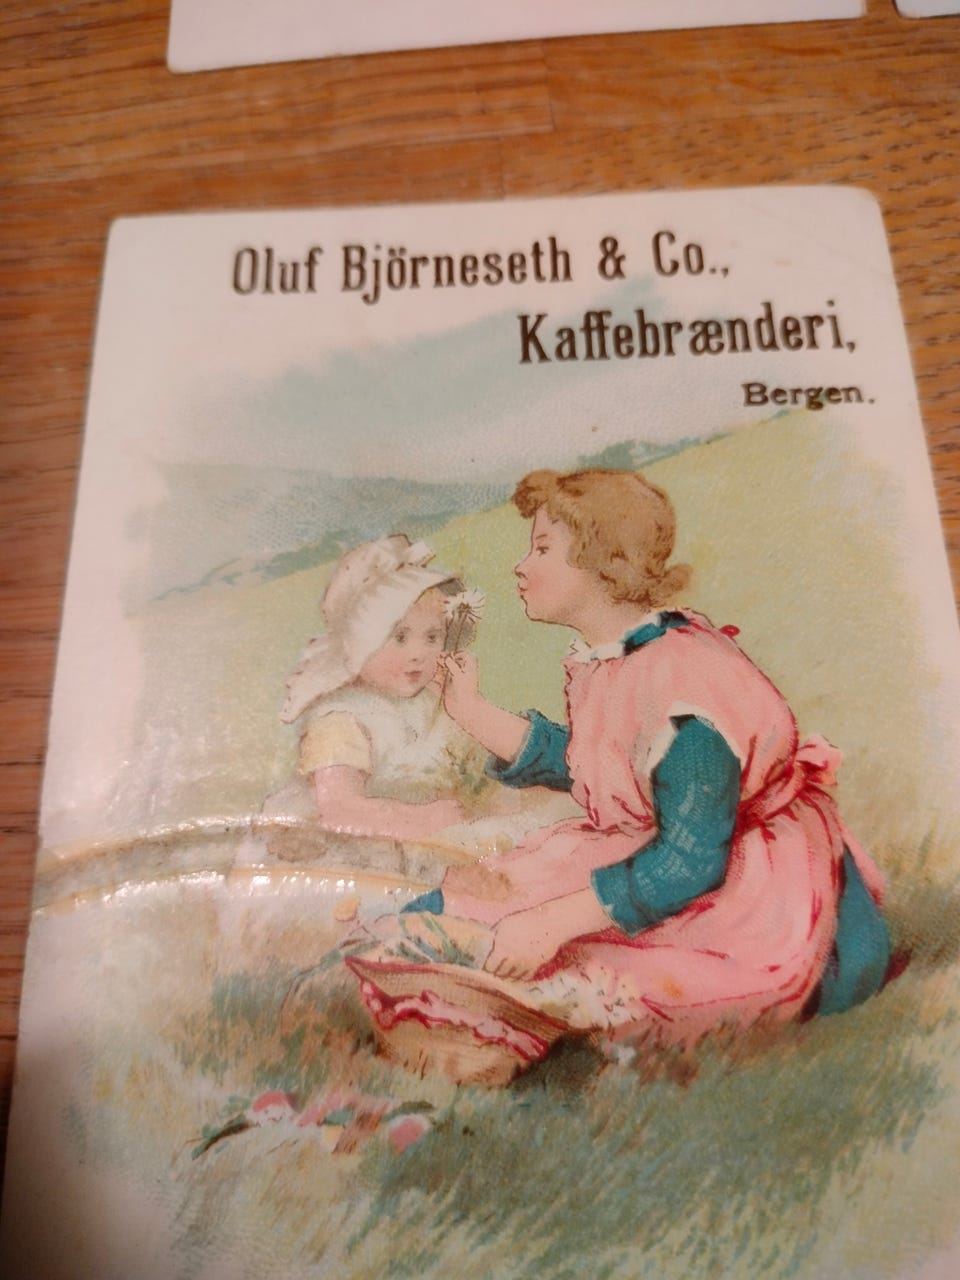 Oluf Björneseth & Co.,
Kaffebrænderi,
Bergen.